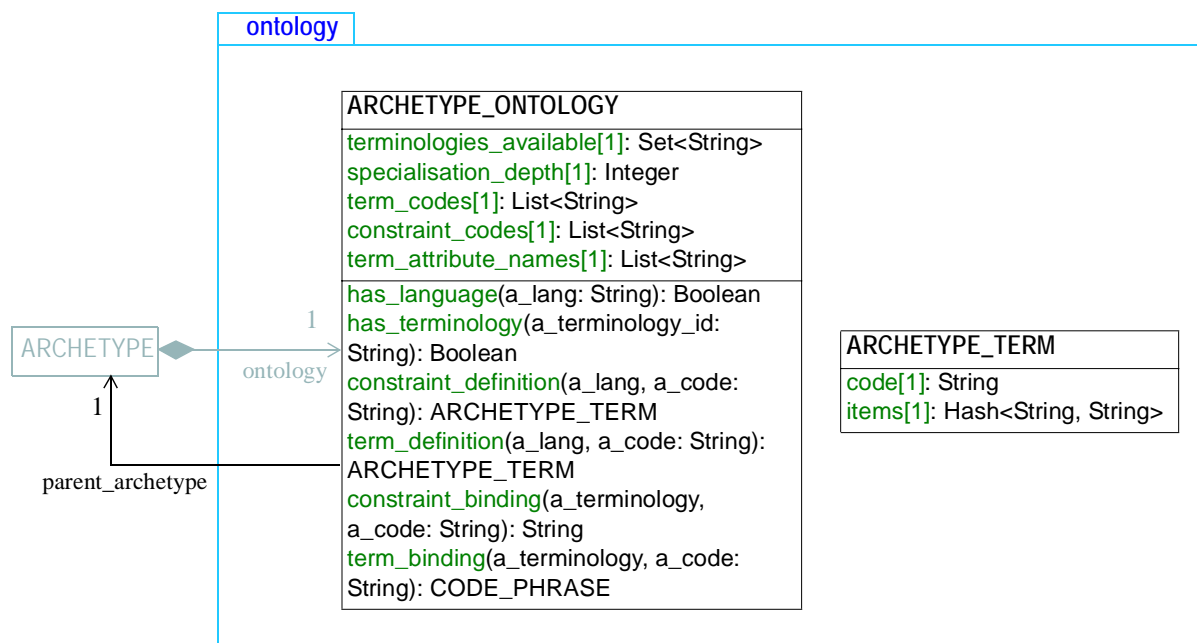 ontology
ARCHETYPE_ONTOLOGY
terminologies_available[1]: Set<String>
specialisation_depth[1]: Integer
term_codes[1]: List<String>
constraint_codes[1]: List<String>
term_attribute_names[1]: List<String>
has_language(a_lang: String): Boolean
has_terminology(a_terminology_id:
String): Boolean
constraint_definition(a_lang, a_code:
String): ARCHETYPE_TERM
term_definition(a_lang, a_code: String):
ARCHETYPE_TERM
constraint_binding(a_terminology,
a_code: String): String
term_binding(a_terminology, a_code:
String): CODE_PHRASE
ARCHETYPE
1
ontology
1
parent_archetype
ARCHETYPE_TERM
code[1]: String
items[1]: Hash<String, String>